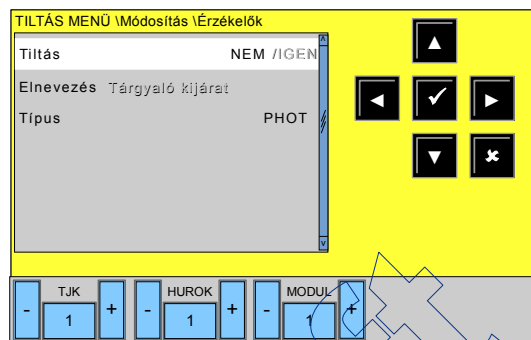 TILTÁS MENÜ \Módosítás \Érzékelők
Tiltás NEM /IGEN
Elnevezés Tárgyaló kijárat
Típus PHOT
TJK HUROK MODUL
- 1 + - 1 + - 1 +